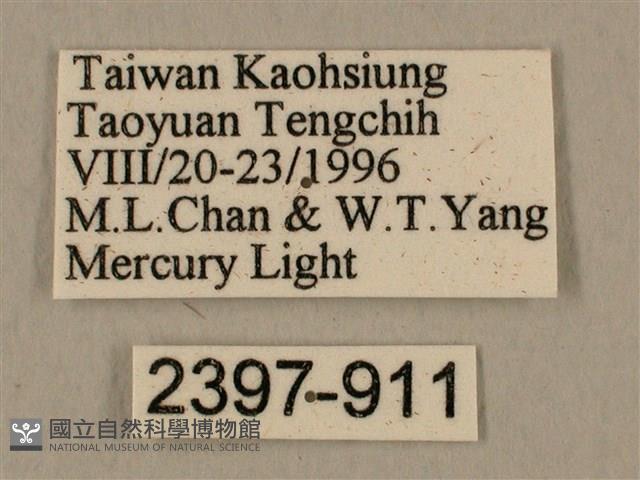 Taiwan Kaohsiung
Taoyuan Tengchih
VIII/20-23/1996
M.L.Chan & W.T.Yang
Mercury Light
2397-911
國立自然科學博物館
NATIONAL MUSEUM OF NATURAL SCIENCE